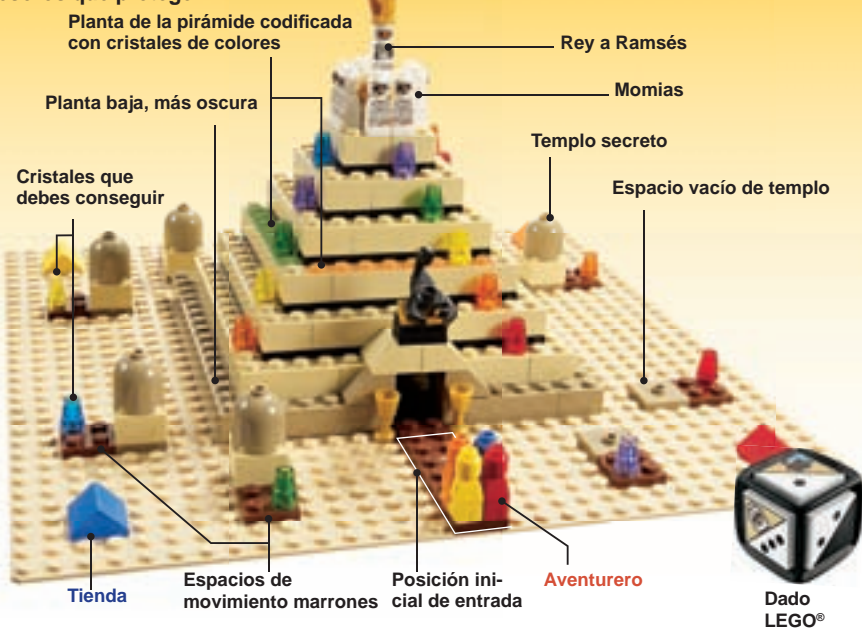 que protege
Planta de la pirámide codificada
con cristales de colores
Rey a Ramsés
Momias
Planta baja, más oscura
Templo secreto
Cristales que
debes conseguir
Espacio vacío de templo
Tienda
Espacios de
movimiento marrones
Posición ini-
cial de entrada
Aventurero
Dado
LEGO®